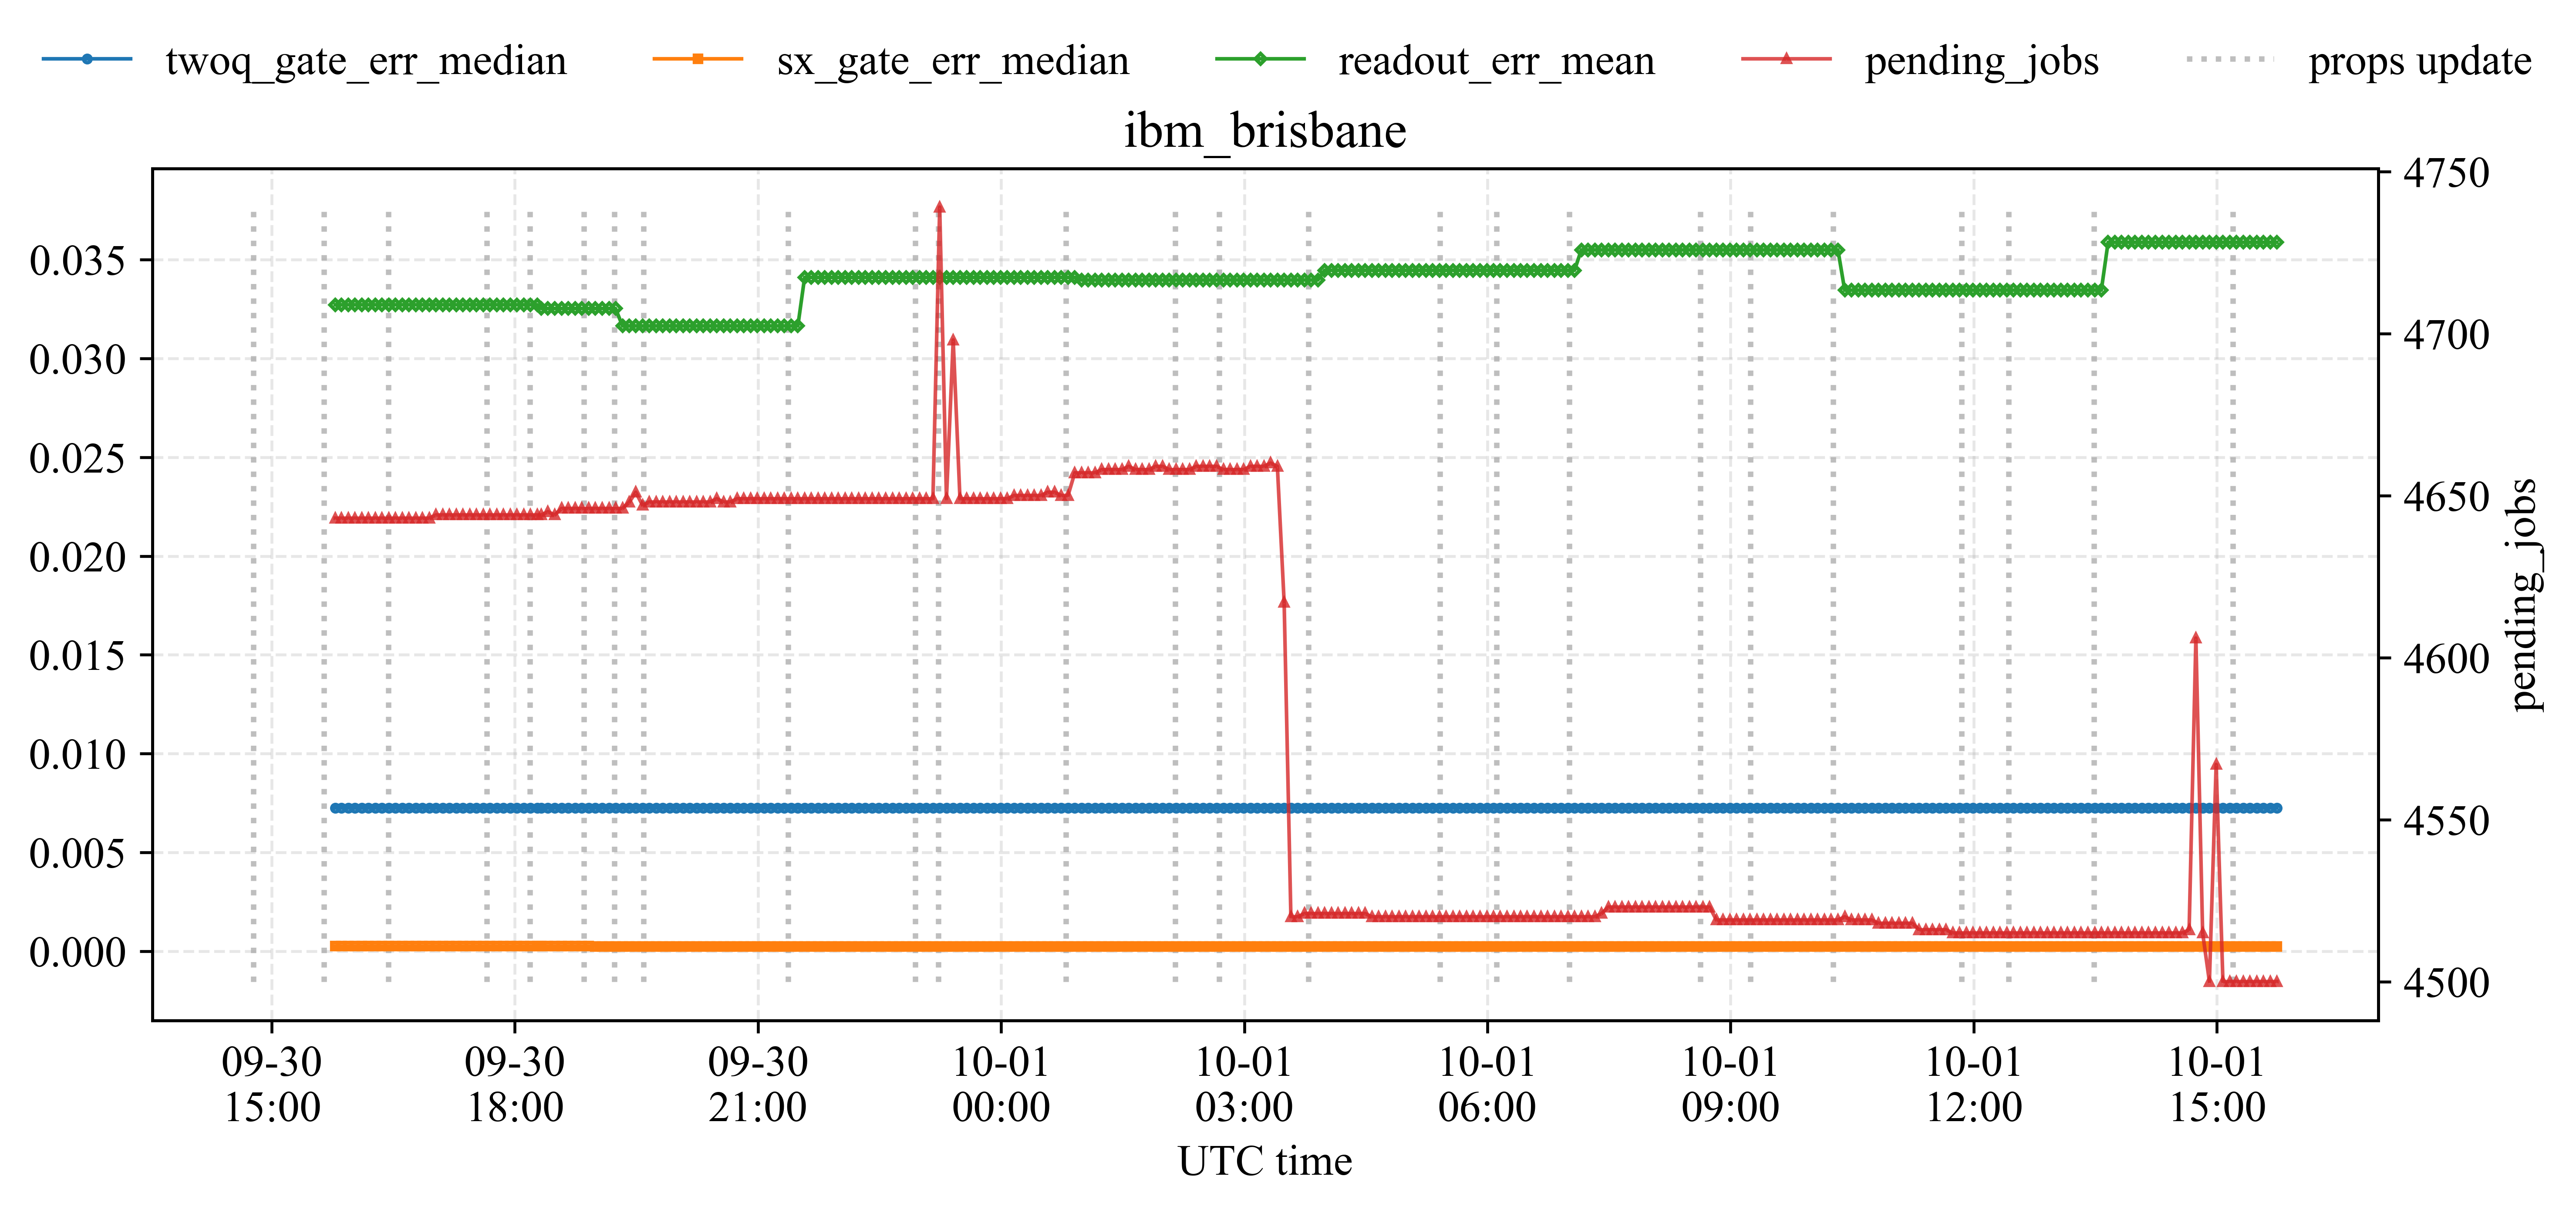 twoq_gate_err_median sx_gate_err_median readout_err_mean pending_jobs props update
ibm_brisbane
0.035
0.030
0.025
0.020
0.015
0.010
0.005
0.000
4750
4700
4650
4600
4550
4500
pending_jobs
09-30 09-30 09-30 10-01 10-01 10-01 10-01 10-01 10-01
15:00 18:00 21:00 00:00 03:00 06:00 09:00 12:00 15:00
UTC time